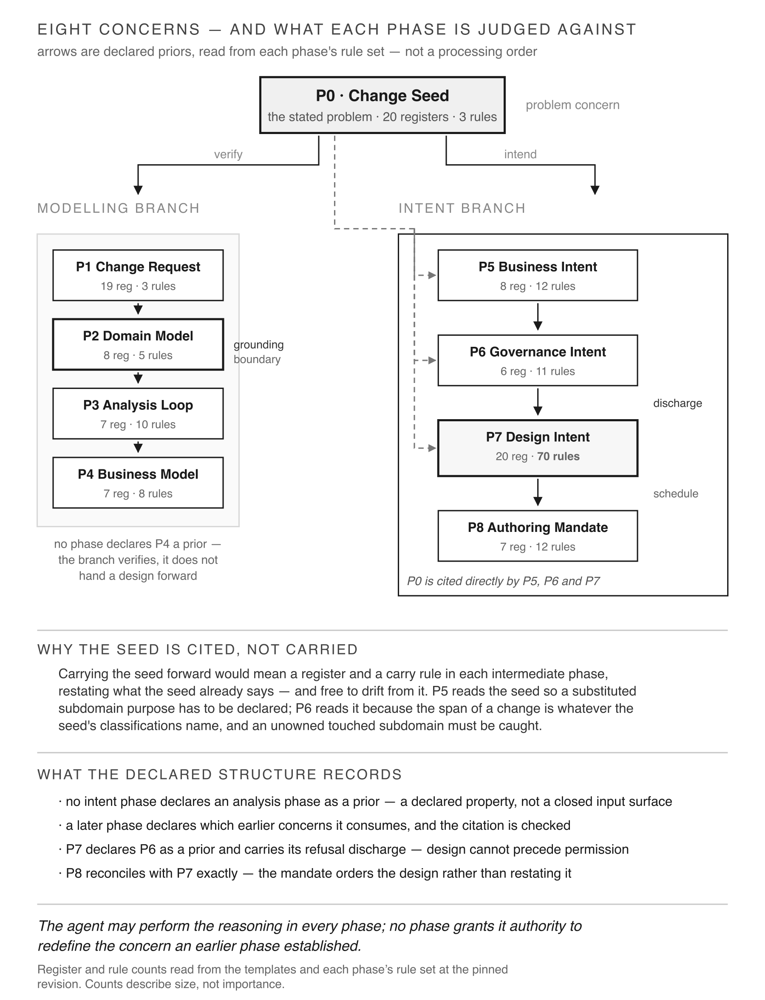 EIGHT CONCERNS — AND WHAT EACH PHASE IS JUDGED AGAINST
arrows are declared priors, read from each phase's rule set — not a processing order
P0 · Change Seed
the stated problem · 20 registers · 3 rules
problem concern
verify
intend
MODELLING BRANCH
P1 Change Request
19 reg · 3 rules
P2 Domain Model
8 reg · 5 rules
grounding
boundary
P3 Analysis Loop
7 reg · 10 rules
P4 Business Model
7 reg · 8 rules
no phase declares P4 a prior —
the branch verifies, it does not
hand a design forward
INTENT BRANCH
P5 Business Intent
8 reg · 12 rules
P6 Governance Intent
6 reg · 11 rules
discharge
P7 Design Intent
20 reg · 70 rules
schedule
P8 Authoring Mandate
7 reg · 12 rules
P0 is cited directly by P5, P6 and P7
WHY THE SEED IS CITED, NOT CARRIED
Carrying the seed forward would mean a register and a carry rule in each intermediate phase,
restating what the seed already says — and free to drift from it. P5 reads the seed so a substituted
subdomain purpose has to be declared; P6 reads it because the span of a change is whatever the
seed's classifications name, and an unowned touched subdomain must be caught.
WHAT THE DECLARED STRUCTURE RECORDS
· no intent phase declares an analysis phase as a prior — a declared property, not a closed input surface
· a later phase declares which earlier concerns it consumes, and the citation is checked
· P7 declares P6 as a prior and carries its refusal discharge — design cannot precede permission
· P8 reconciles with P7 exactly — the mandate orders the design rather than restating it
The agent may perform the reasoning in every phase; no phase grants it authority to
redefine the concern an earlier phase established.
Register and rule counts read from the templates and each phase’s rule set at the pinned
revision. Counts describe size, not importance.